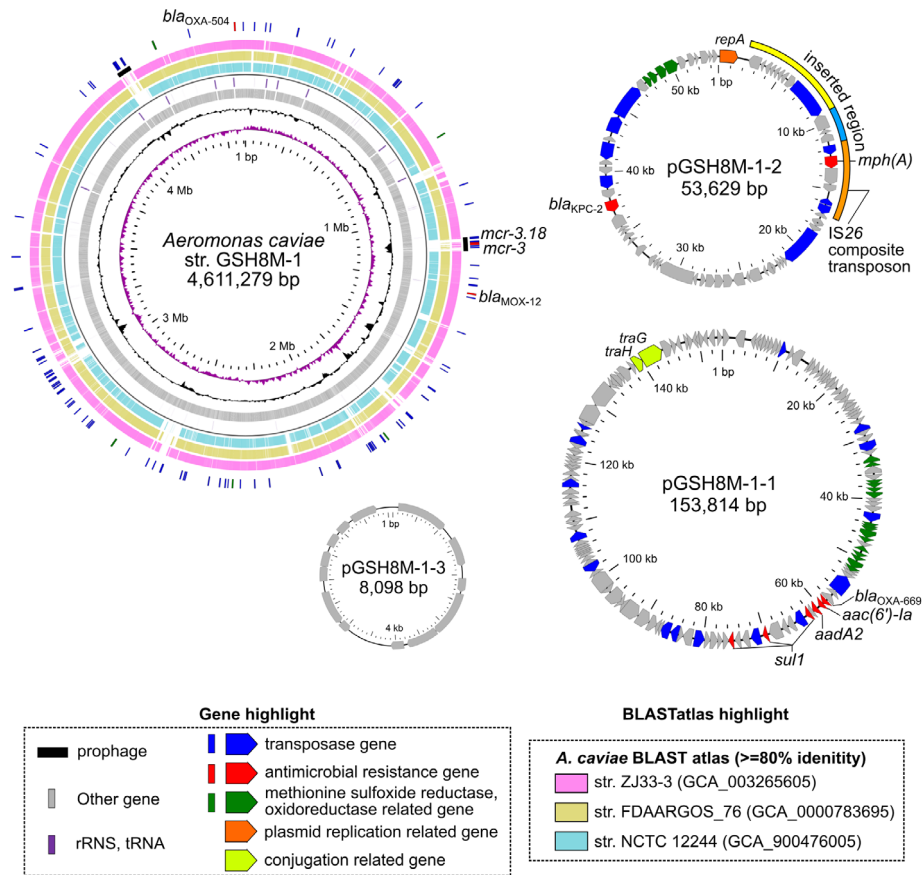 blaOXA-504
1 bp
1 Mb
2 Mb
3 Mb
4 Mb
Aeromonas caviae
str. GSH8M-1
4,611,279 bp
mcr-3.18
mcr-3
blaMOX-12
repA
1 bp
10 kb
20 kb
30 kb
40 kb
50 kb
pGSH8M-1-2
53,629 bp
inserted region
mph(A)
IS26
composite
transposon
blaKPC-2
traG
traH
1 bp
20 kb
40 kb
60 kb
80 kb
100 kb
120 kb
140 kb
pGSH8M-1-1
153,814 bp
blaOXA-669
aac(6')-Ia
aadA2
sul1
1 bp
pGSH8M-1-3
8,098 bp
4 kb
Gene highlight
prophage
Other gene
rRNS, tRNA
transposase gene
antimicrobial resistance gene
methionine sulfoxide reductase,
oxidoreductase related gene
plasmid replication related gene
conjugation related gene
BLASTatlas highlight
A. caviae BLAST atlas (>=80% idenitity)
str. ZJ33-3 (GCA_003265605)
str. FDAARGOS_76 (GCA_0000783695)
str. NCTC 12244 (GCA_900476005)